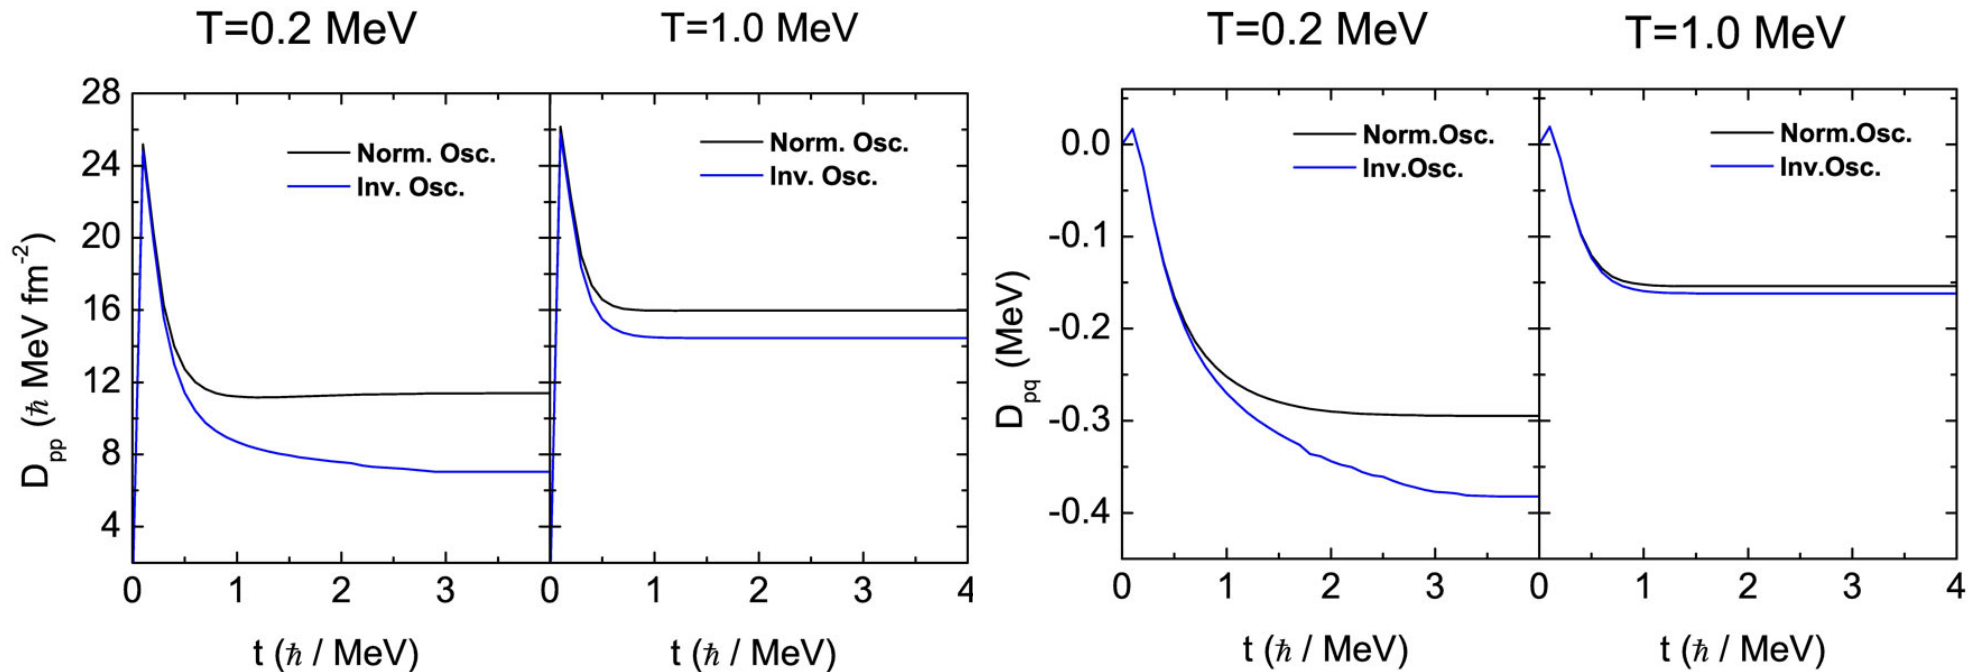 T=0.2 MeV
T=1.0 MeV
28
24
20
16
12
8
4
D_pp (ℏ MeV fm⁻²)
Norm. Osc.
Inv. Osc.
Norm. Osc.
Inv. Osc.
0 1 2 3 0 1 2 3 4
t (ℏ / MeV)
t (ℏ / MeV)
T=0.2 MeV
T=1.0 MeV
0.0
-0.1
-0.2
-0.3
-0.4
D_pq (MeV)
Norm.Osc.
Inv.Osc.
Norm.Osc.
Inv.Osc.
0 1 2 3 0 1 2 3 4
t (ℏ / MeV)
t (ℏ / MeV)